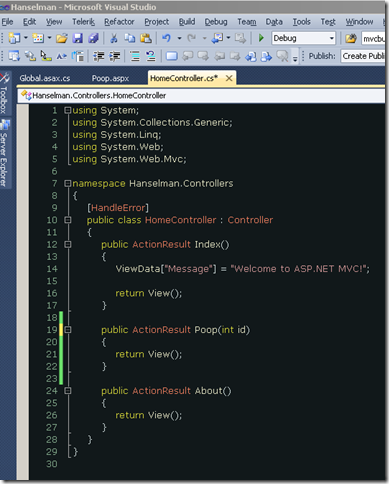 Hanselman - Microsoft Visual Studio
File Edit View Telerik Refactor Project Build Debug Team Data Tools Test Window
Debug
mvcbu
Publish: Create Publi
Global.asax.cs Poop.aspx HomeController.cs*
Hanselman.Controllers.HomeController
Toolbox
Server Explorer
1 using System;
2 using System.Collections.Generic;
3 using System.Linq;
4 using System.Web;
5 using System.Web.Mvc;
6
7 namespace Hanselman.Controllers
8 {
9 [HandleError]
10 public class HomeController : Controller
11 {
12 public ActionResult Index()
13 {
14 ViewData["Message"] = "Welcome to ASP.NET MVC!";
15
16 return View();
17 }
18
19 public ActionResult Poop(int id)
20 {
21 return View();
22 }
23
24 public ActionResult About()
25 {
26 return View();
27 }
28 }
29 }
30